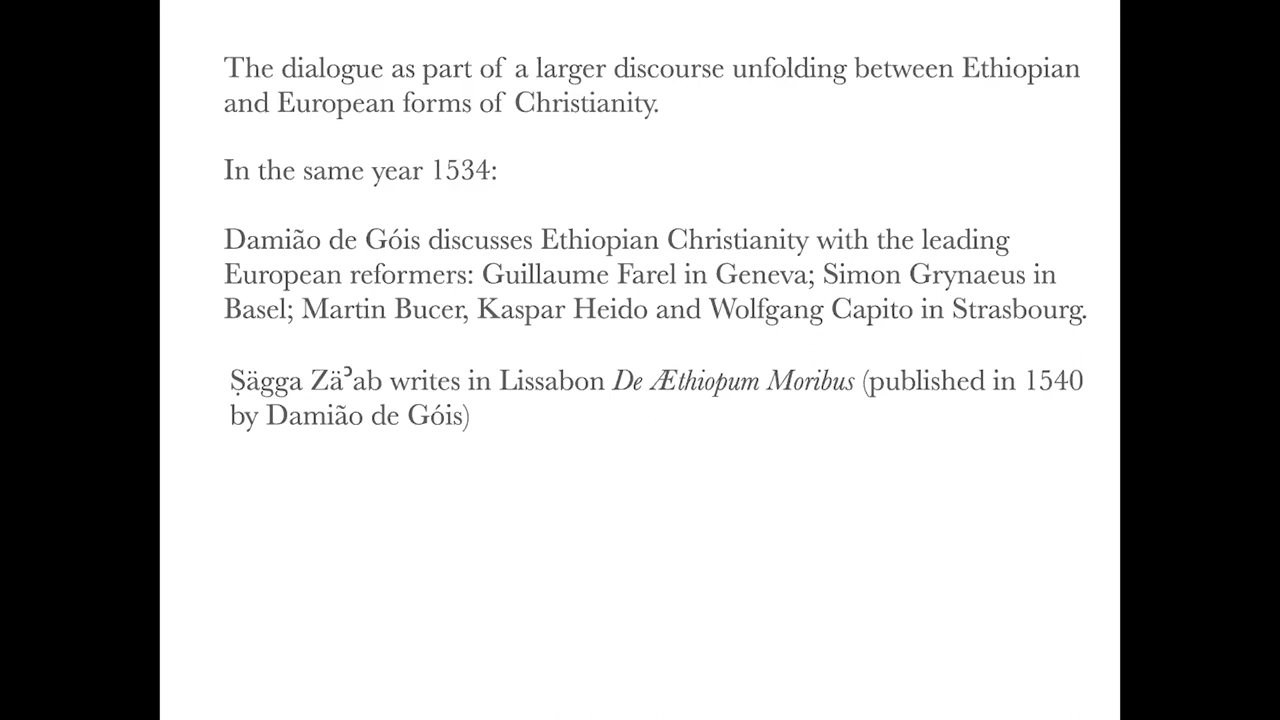 The dialogue as part of a larger discourse unfolding between Ethiopian
and European forms of Christianity.
In the same year 1534:
Damião de Góis discusses Ethiopian Christianity with the leading
European reformers: Guillaume Farel in Geneva; Simon Grynaeus in
Basel; Martin Bucer, Kaspar Heido and Wolfgang Capito in Strasbourg.
Ṣägga Zäʾab writes in Lissabon De Æthiopum Moribus (published in 1540
by Damião de Góis)